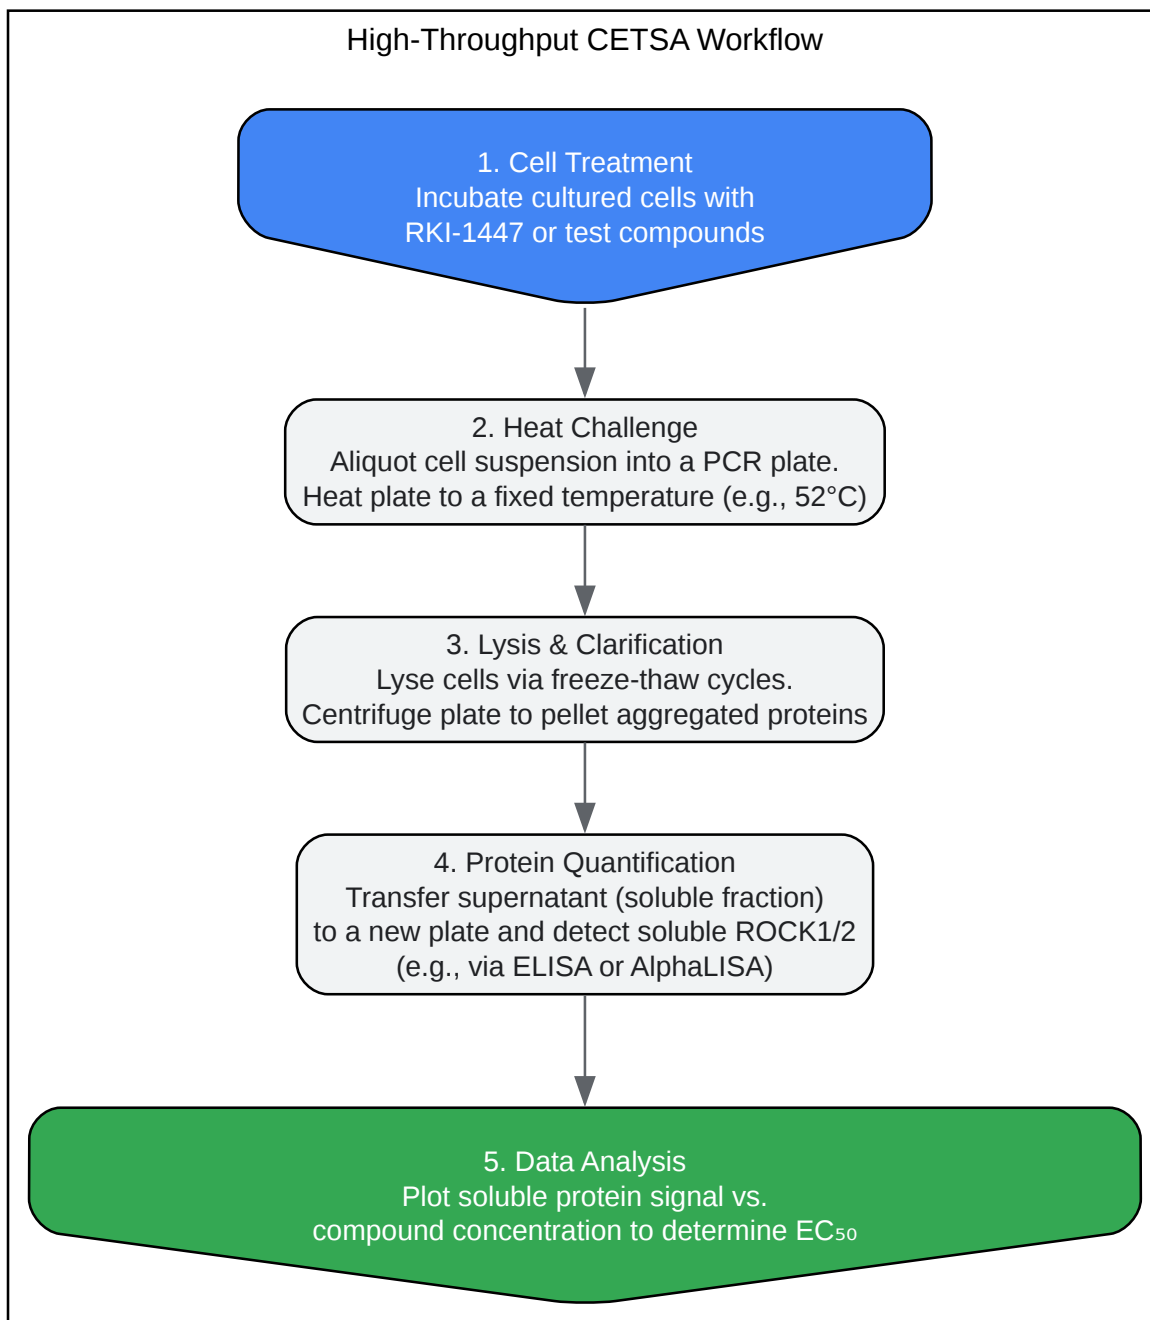 High-Throughput CETSA Workflow
1. Cell Treatment
Incubate cultured cells with
RKI-1447 or test compounds
2. Heat Challenge
Aliquot cell suspension into a PCR plate.
Heat plate to a fixed temperature (e.g., 52°C)
3. Lysis & Clarification
Lyse cells via freeze-thaw cycles.
Centrifuge plate to pellet aggregated proteins
4. Protein Quantification
Transfer supernatant (soluble fraction)
to a new plate and detect soluble ROCK1/2
(e.g., via ELISA or AlphaLISA)
5. Data Analysis
Plot soluble protein signal vs.
compound concentration to determine EC₅₀